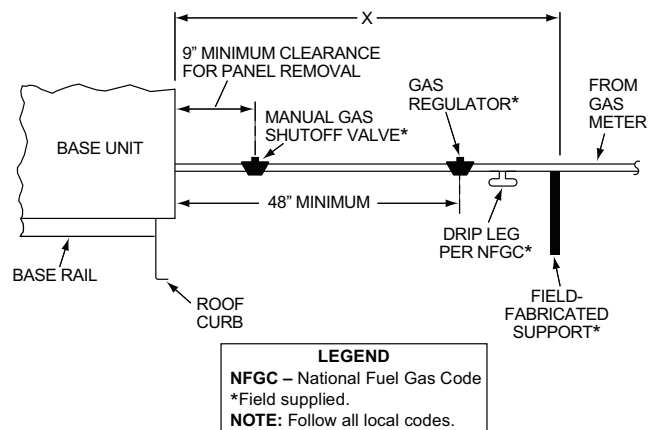 X
9" MINIMUM CLEARANCE
FOR PANEL REMOVAL
GAS
REGULATOR*
FROM
GAS
METER
MANUAL GAS
SHUTOFF VALVE*
BASE UNIT
48" MINIMUM
DRIP LEG
PER NFGC*
BASE RAIL
ROOF
CURB
FIELD-
FABRICATED
SUPPORT*
LEGEND
NFGC – National Fuel Gas Code
*Field supplied.
NOTE: Follow all local codes.